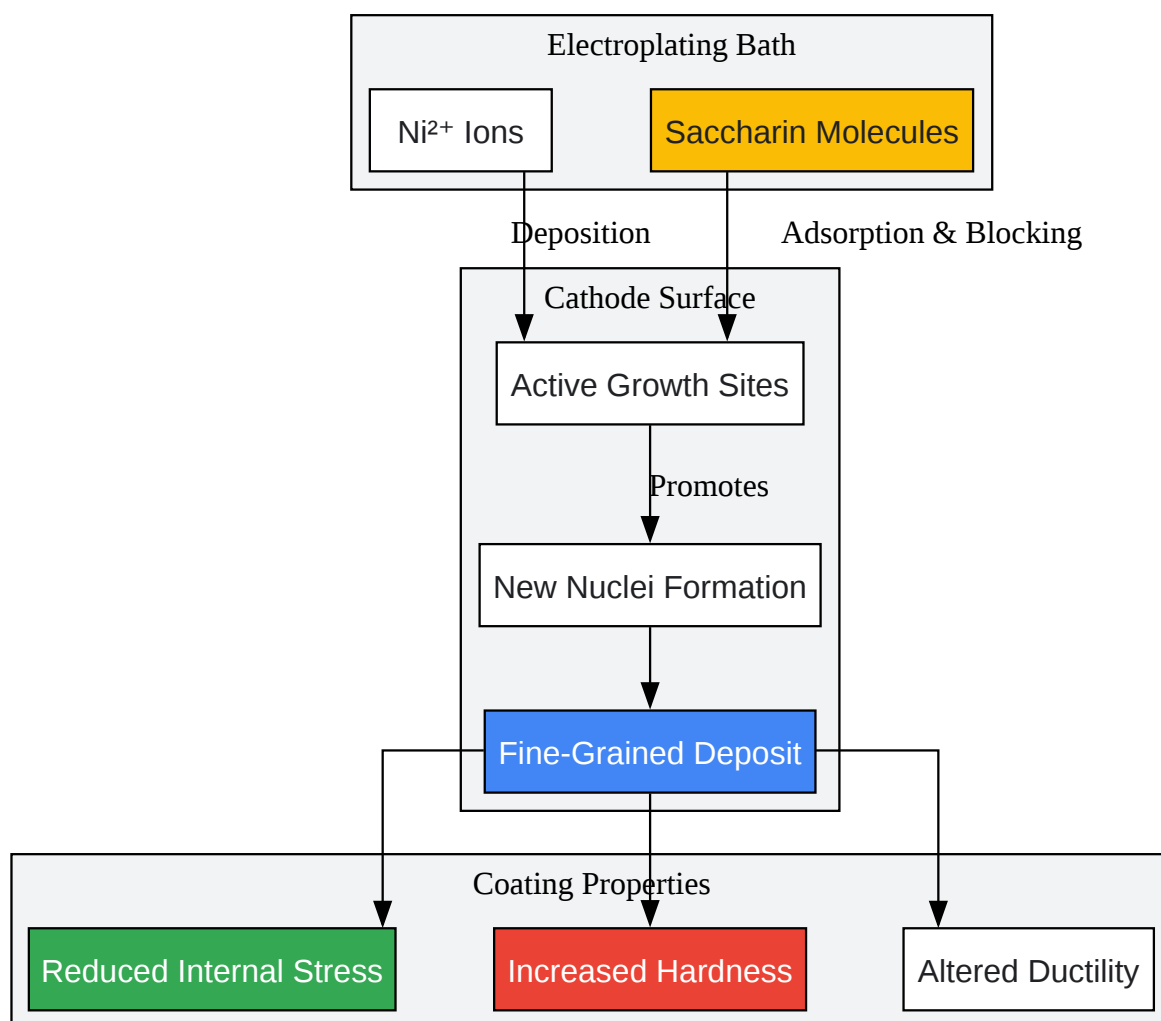 Electroplating Bath
Ni²⁺ Ions
Saccharin Molecules
Deposition
Adsorption & Blocking
Cathode Surface
Active Growth Sites
Promotes
New Nuclei Formation
Fine-Grained Deposit
Coating Properties
Reduced Internal Stress
Increased Hardness
Altered Ductility